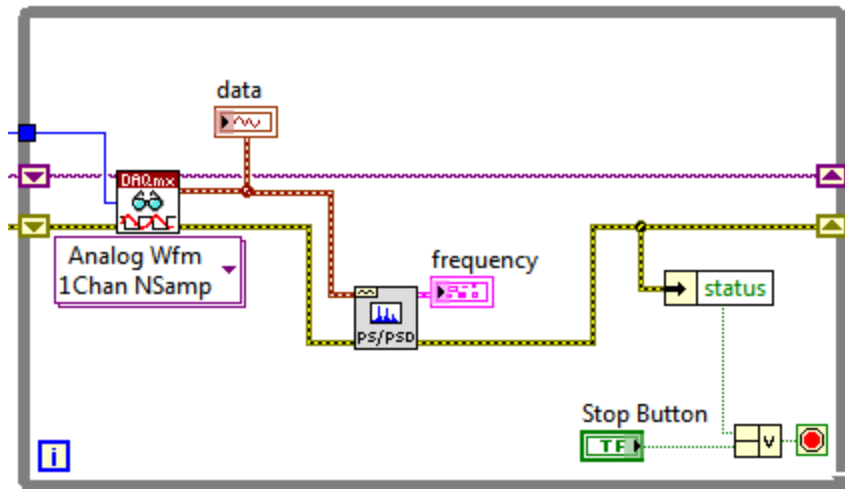 data
DAQmx
Analog Wfm
1Chan NSamp
frequency
PS/PSD
status
Stop Button
TF
V
i